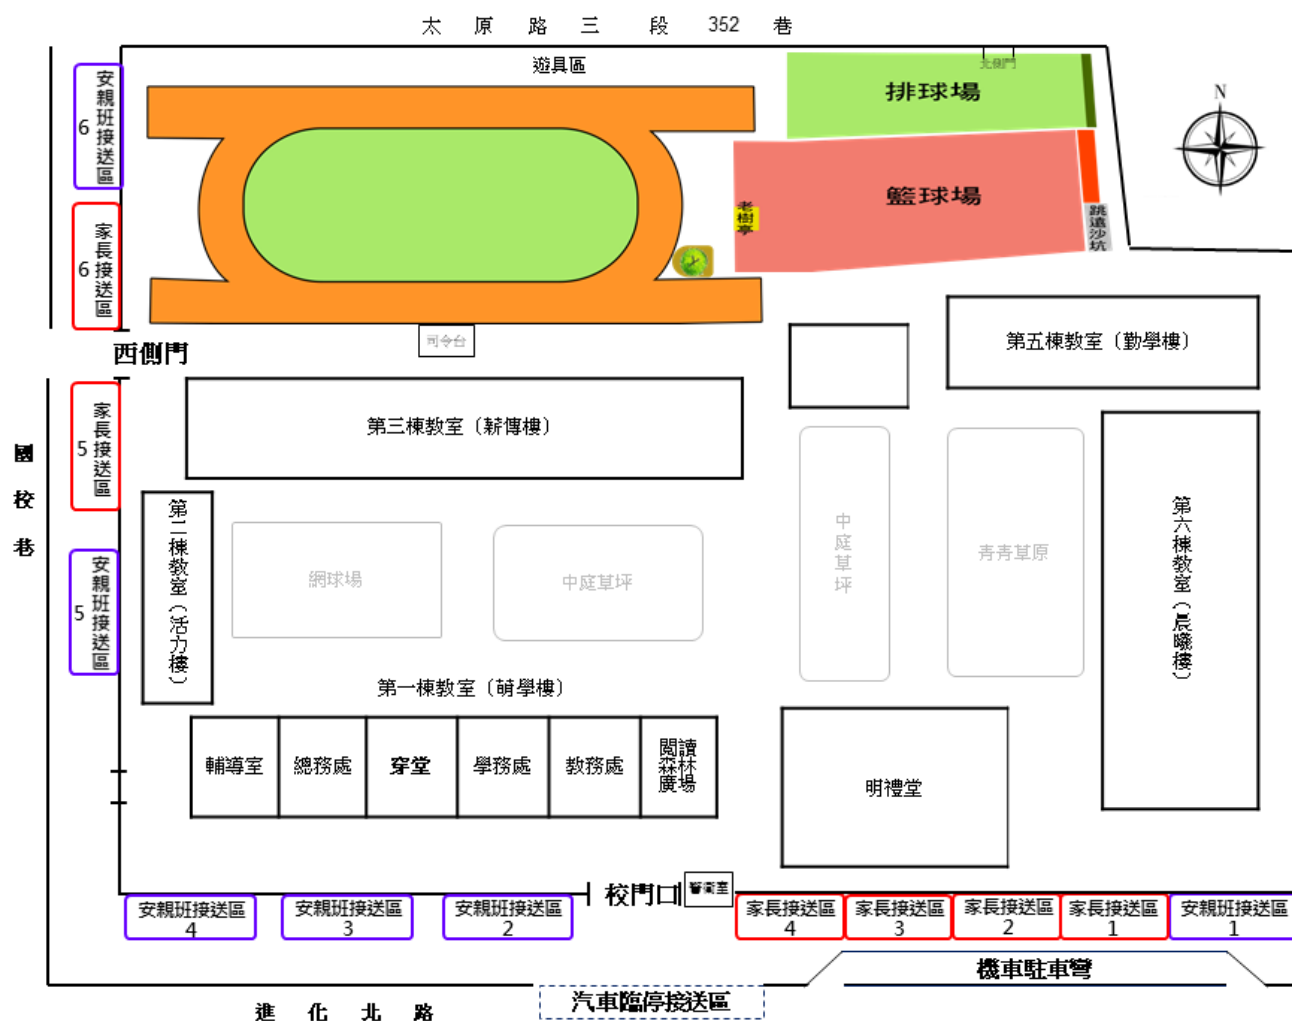 太原路三段352巷
遊具區
北側門
排球場
N
安親班接送區
6
家長接送區
6
老樹亭
籃球場
跳遠沙坑
司令台
西側門
第五棟教室（勤學樓）
第三棟教室（薪傳樓）
家長接送區
5
國校巷
第二棟教室（活力樓）
網球場
中庭草坪
中庭草坪
青青草原
第六棟教室（晨曦樓）
安親班接送區
5
第一棟教室（萌學樓）
輔導室
總務處
穿堂
學務處
教務處
閱讀
森林
廣場
明禮堂
校門口
警衛室
安親班接送區
4
安親班接送區
3
安親班接送區
2
家長接送區
4
家長接送區
3
家長接送區
2
家長接送區
1
安親班接送區
1
機車駐車彎
汽車臨停接送區
進化北路